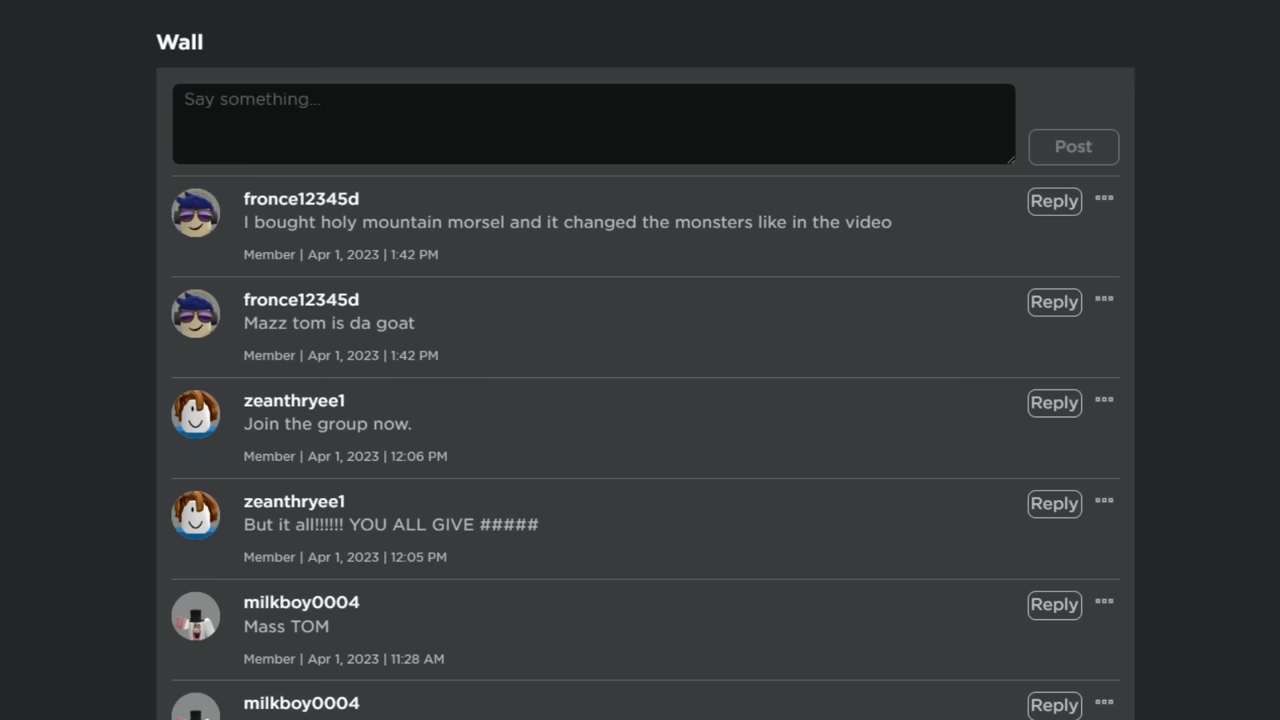 Wall
Say something...
Post
fronce12345d
Reply
I bought holy mountain morsel and it changed the monsters like in the video
Member | Apr 1, 2023 | 1:42 PM
fronce12345d
Reply
Mazz tom is da goat
Member | Apr 1, 2023 | 1:42 PM
zeanthryee1
Reply
Join the group now.
Member | Apr 1, 2023 | 12:06 PM
zeanthryee1
Reply
But it all!!!!!! YOU ALL GIVE #####
Member | Apr 1, 2023 | 12:05 PM
milkboy0004
Reply
Mass TOM
Member | Apr 1, 2023 | 11:28 AM
milkboy0004
Reply